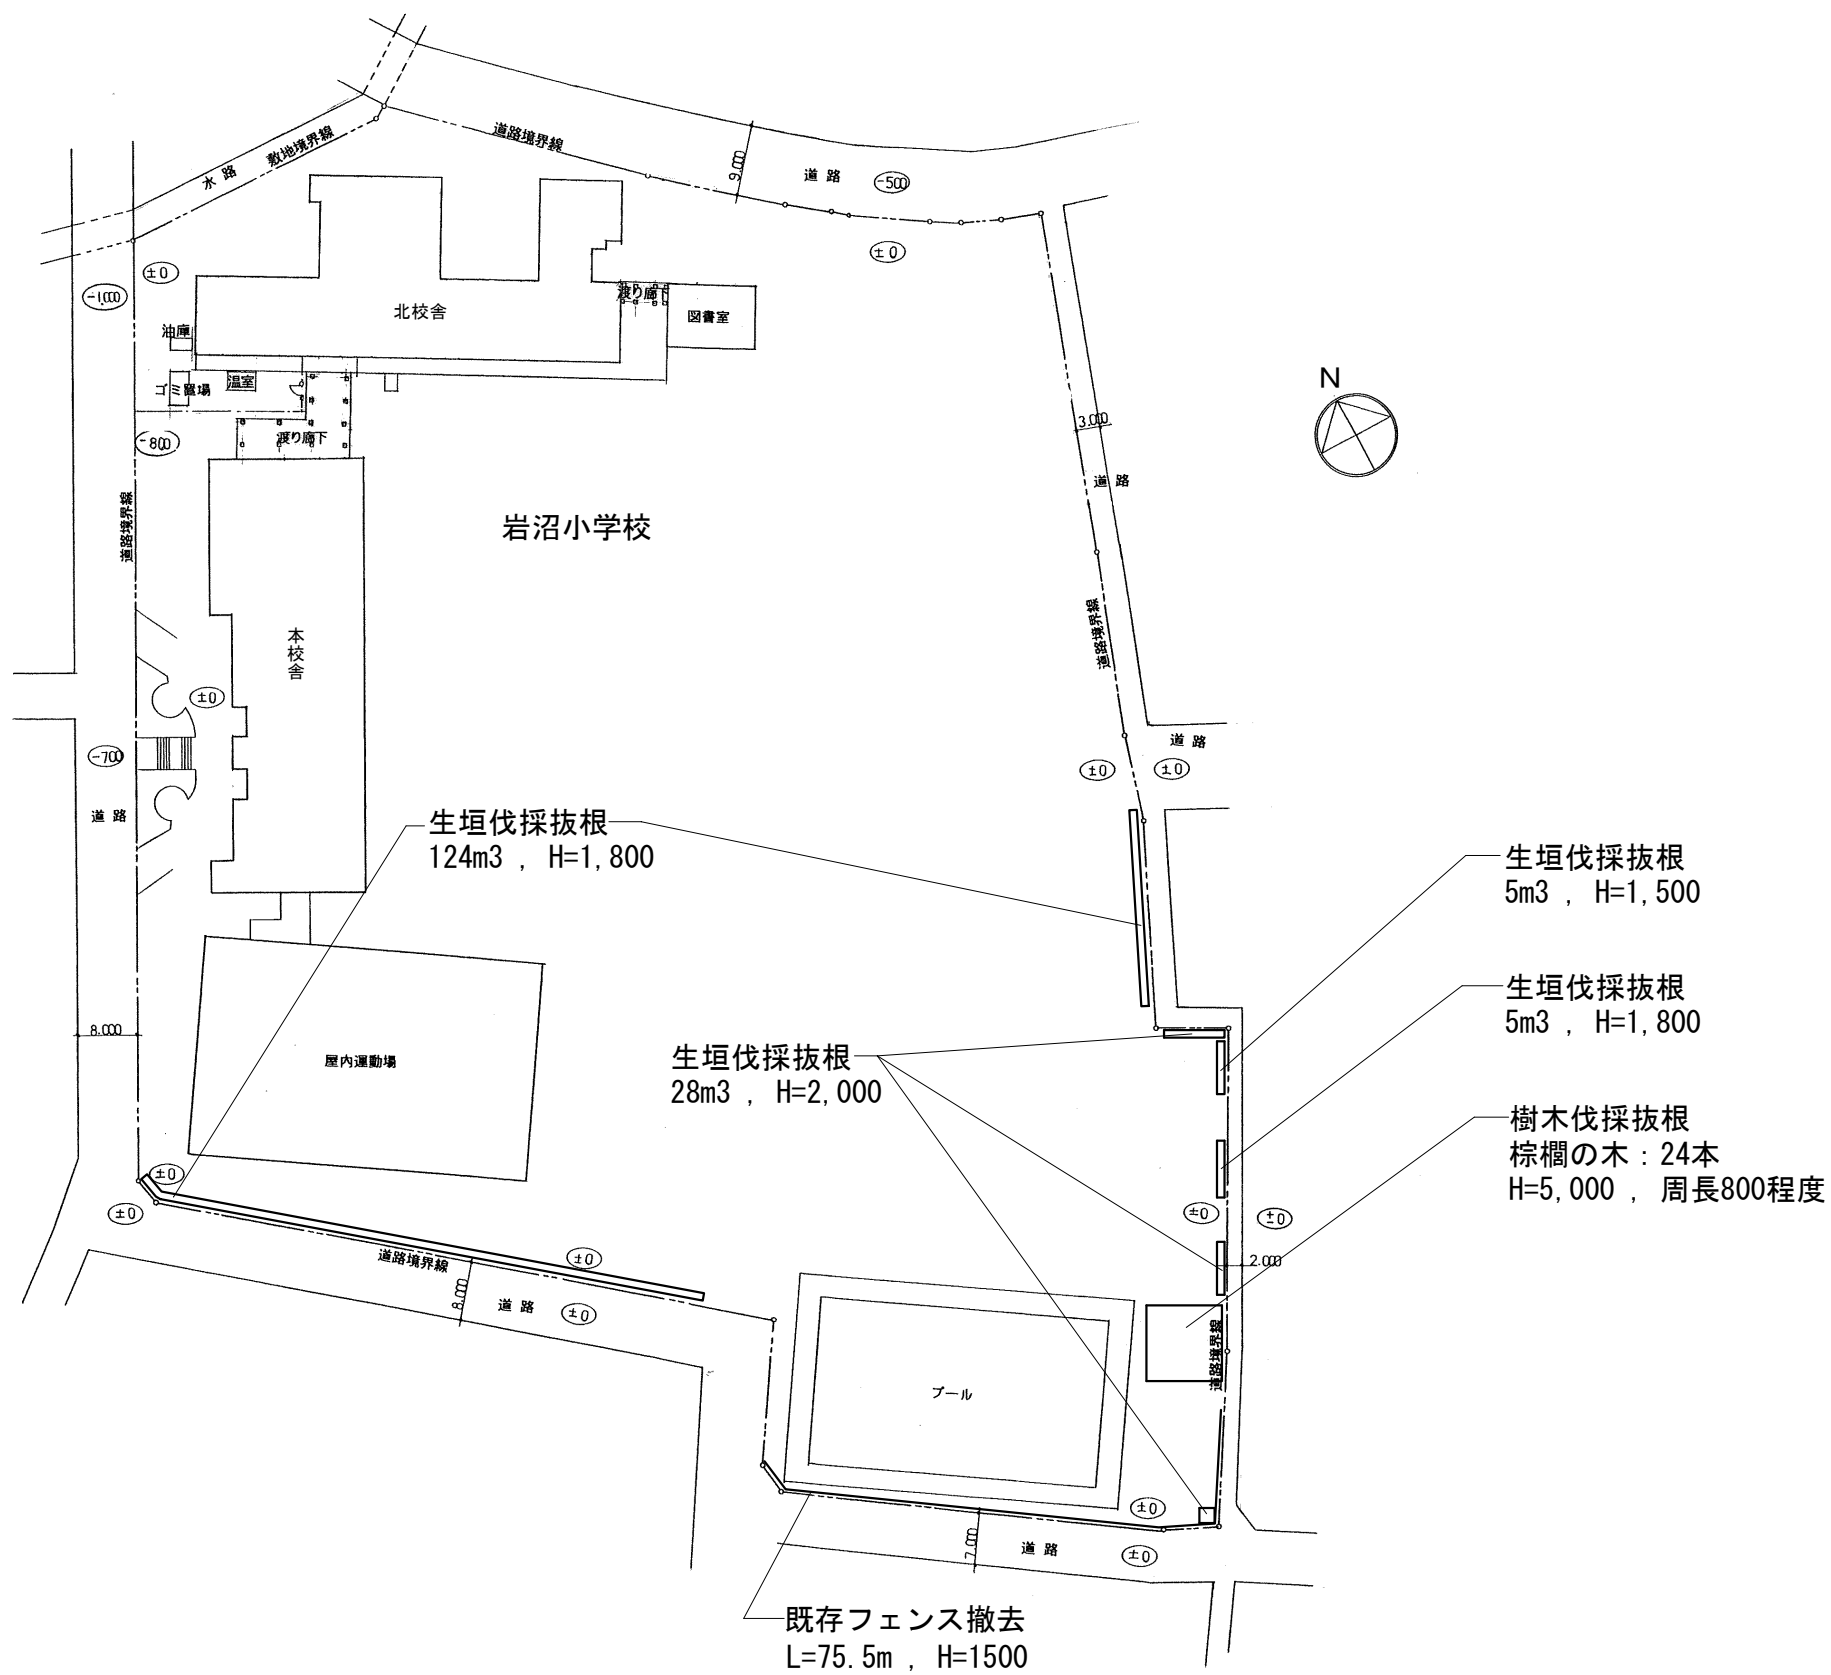 道路境界線
敷地境界線
水 路
9.000
道 路
-500
±0
±0
-1,000
北校舎
渡り廊下
図書室
油庫
温室
ゴミ置場
渡り廊下
-800
N
3.000
道 路
道路境界線
岩沼小学校
本校舎
道路境界線
±0
-700
道 路
道 路
±0
±0
生垣伐採抜根
124m3 , H=1,800
生垣伐採抜根
5m3 , H=1,500
生垣伐採抜根
5m3 , H=1,800
8.000
屋内運動場
生垣伐採抜根
28m3 , H=2,000
樹木伐採抜根
棕櫚の木：24本
H=5,000 , 周長800程度
±0
±0
±0
±0
2.000
道路境界線
±0
8.000
道 路
±0
道路境界線
プール
±0
7.000
道 路
±0
既存フェンス撤去
L=75.5m , H=1500